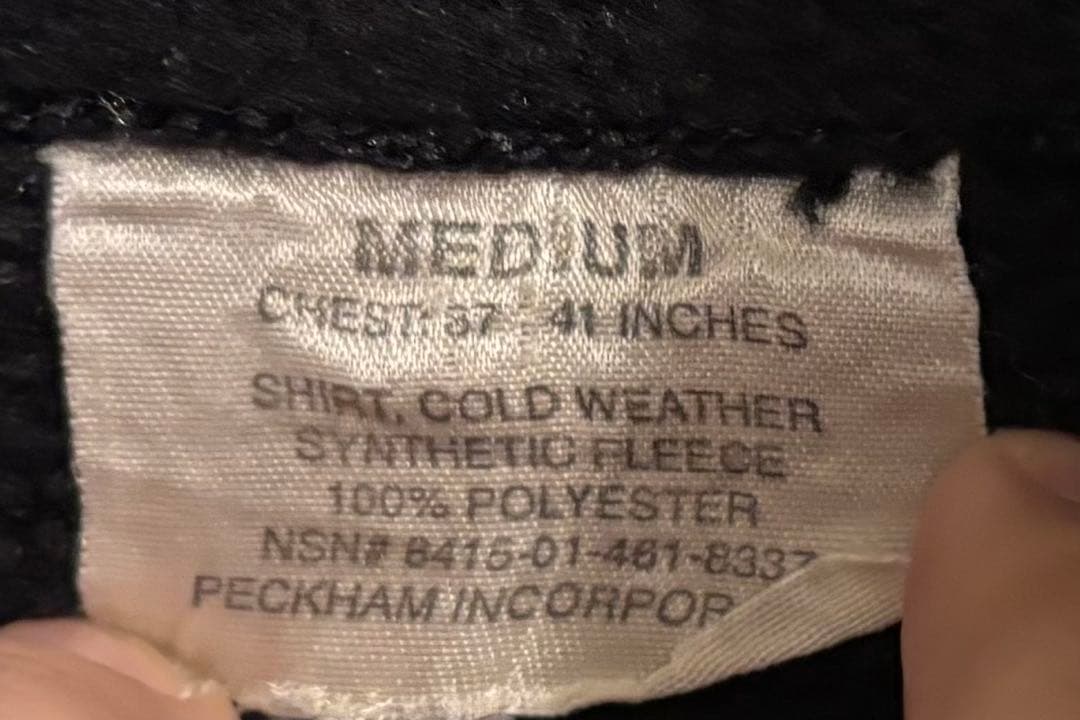 MEDIUM
CHEST: 37 - 41 INCHES
SHIRT, COLD WEATHER
SYNTHETIC FLEECE
100% POLYESTER
NSN# 8415-01-461-8337
PECKHAM INCORPOR